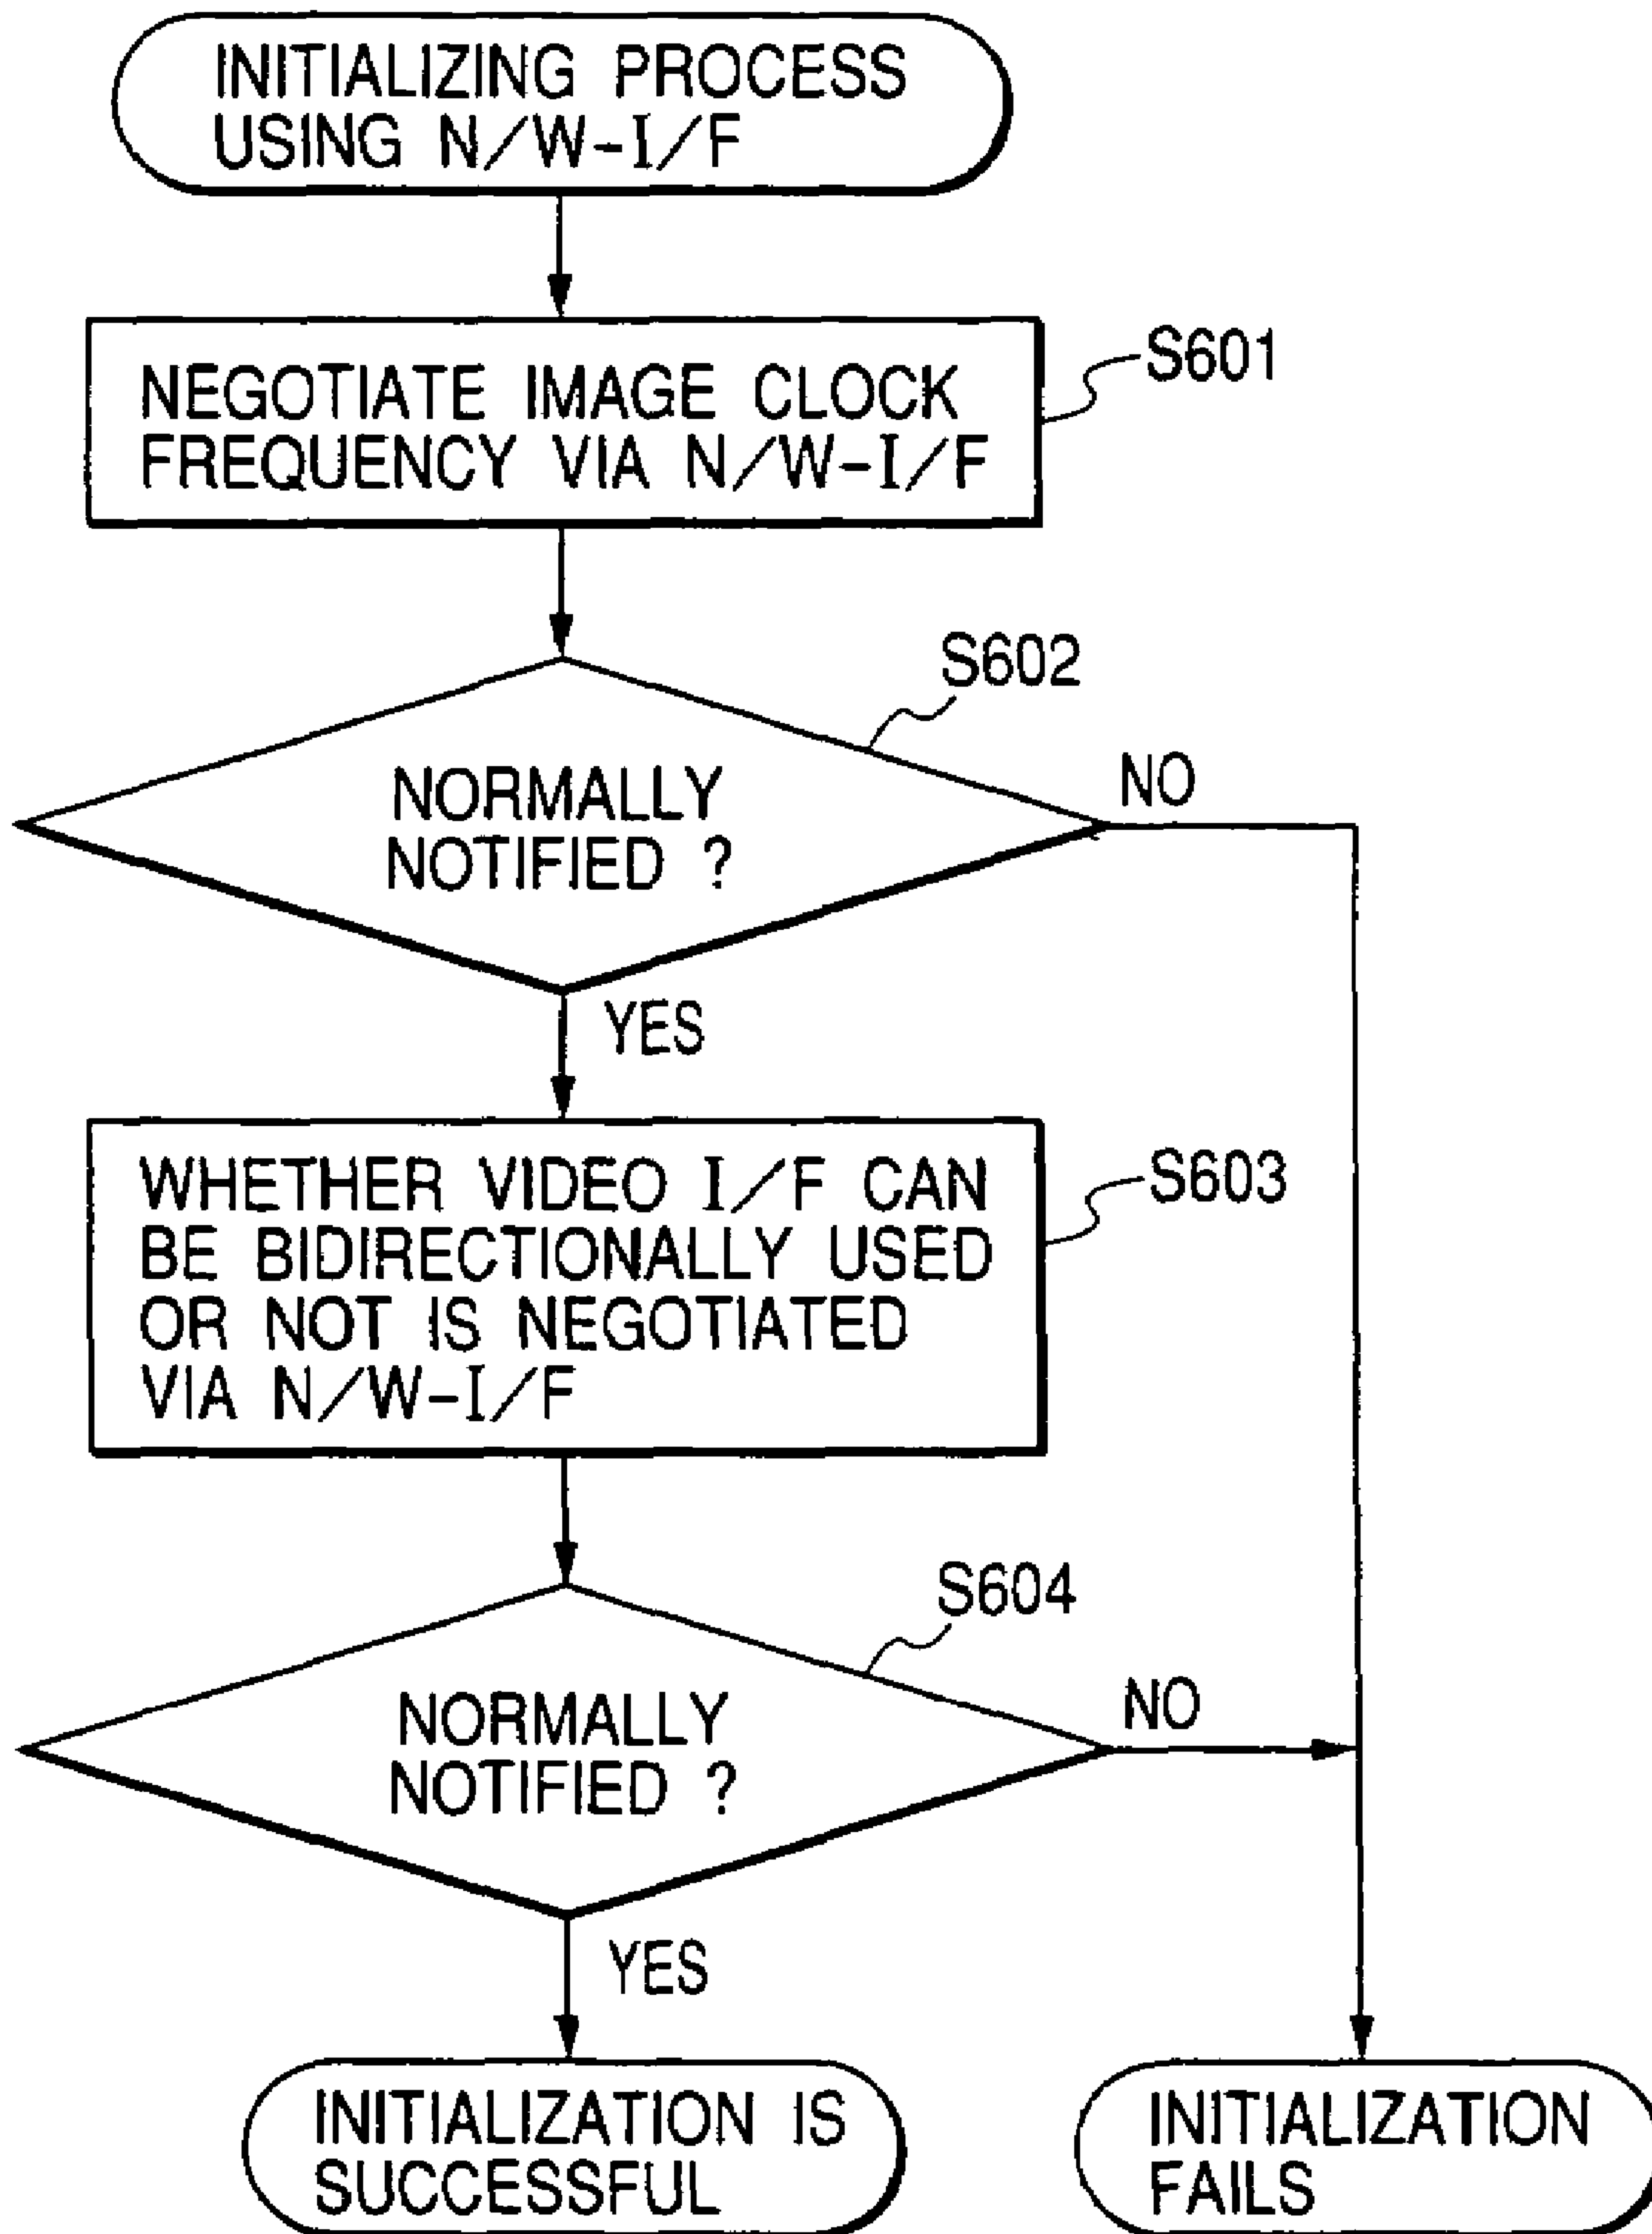 INITIALIZING PROCESS
USING N/W-I/F
NEGOTIATE IMAGE CLOCK
FREQUENCY VIA N/W-I/F
S601
S602
NORMALLY
NOTIFIED ?
NO
YES
WHETHER VIDEO I/F CAN
BE BIDIRECTIONALLY USED
OR NOT IS NEGOTIATED
VIA N/W-I/F
S603
S604
NORMALLY
NOTIFIED ?
NO
YES
INITIALIZATION IS
SUCCESSFUL
INITIALIZATION
FAILS